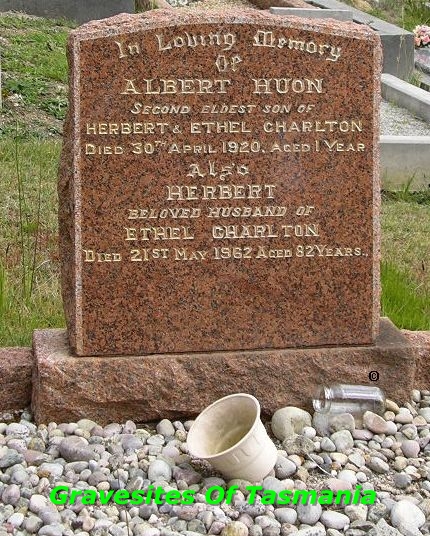 In Loving Memory
Of
ALBERT HUON
SECOND ELDEST SON OF
HERBERT & ETHEL CHARLTON
DIED 30TH APRIL 1920, AGED 1 YEAR
Also
HERBERT
BELOVED HUSBAND OF
ETHEL CHARLTON
DIED 21ST MAY 1962 AGED 82 YEARS.
©
Gravesites Of Tasmania